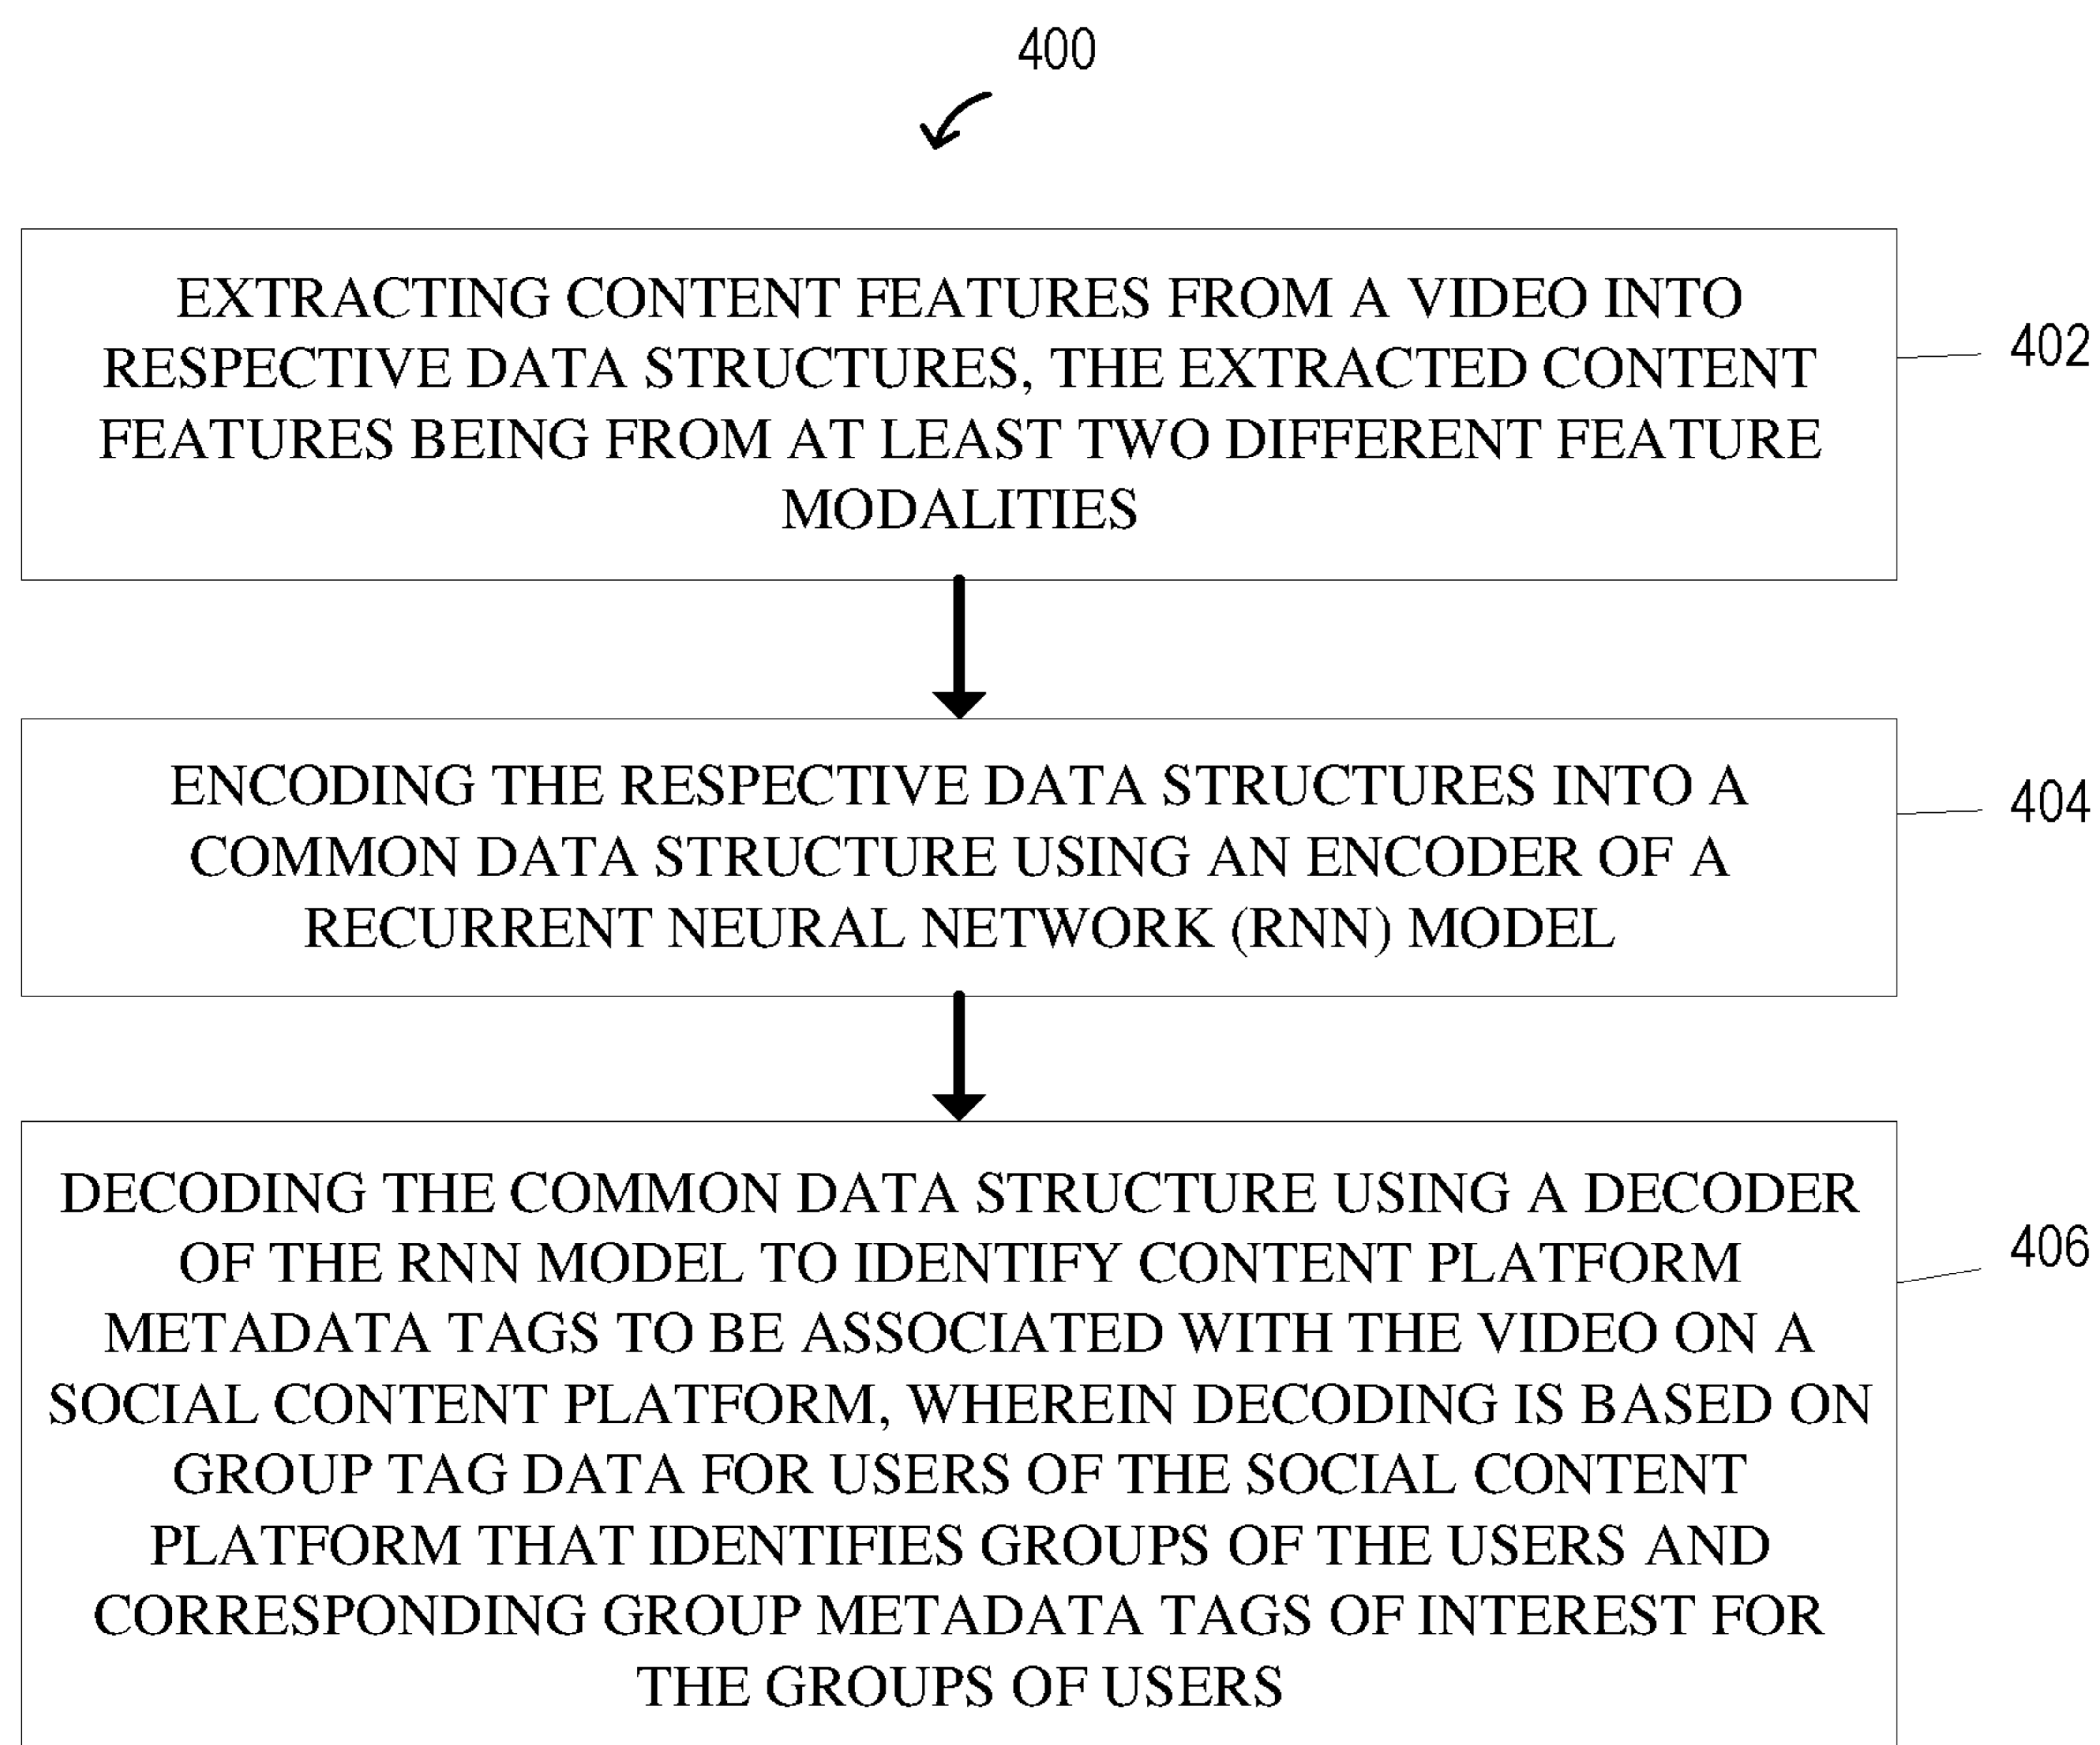 400
EXTRACTING CONTENT FEATURES FROM A VIDEO INTO
RESPECTIVE DATA STRUCTURES, THE EXTRACTED CONTENT
FEATURES BEING FROM AT LEAST TWO DIFFERENT FEATURE
MODALITIES
402
ENCODING THE RESPECTIVE DATA STRUCTURES INTO A
COMMON DATA STRUCTURE USING AN ENCODER OF A
RECURRENT NEURAL NETWORK (RNN) MODEL
404
DECODING THE COMMON DATA STRUCTURE USING A DECODER
OF THE RNN MODEL TO IDENTIFY CONTENT PLATFORM
METADATA TAGS TO BE ASSOCIATED WITH THE VIDEO ON A
SOCIAL CONTENT PLATFORM, WHEREIN DECODING IS BASED ON
GROUP TAG DATA FOR USERS OF THE SOCIAL CONTENT
PLATFORM THAT IDENTIFIES GROUPS OF THE USERS AND
CORRESPONDING GROUP METADATA TAGS OF INTEREST FOR
THE GROUPS OF USERS
406